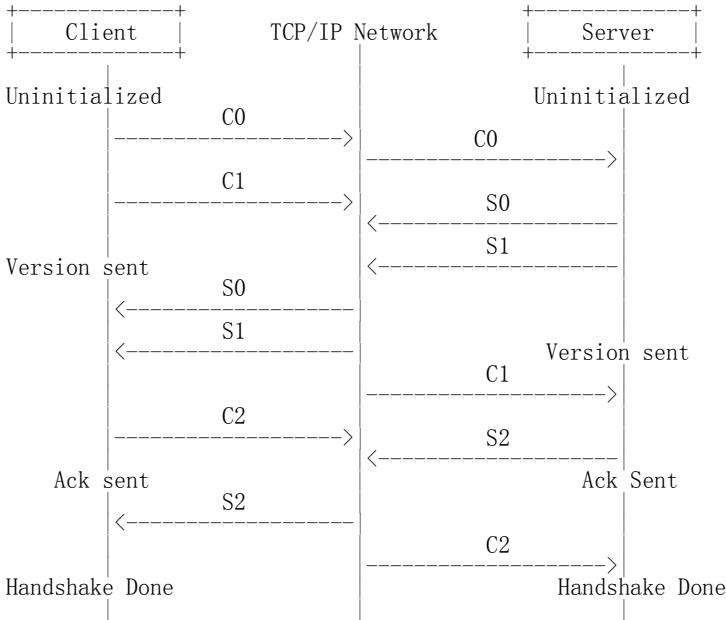 Client TCP/IP Network Server
Uninitialized Uninitialized
C0
C0
C1
S0
S1
Version sent
S0
S1
Version sent
C1
C2
S2
Ack sent Ack Sent
S2
C2
Handshake Done Handshake Done